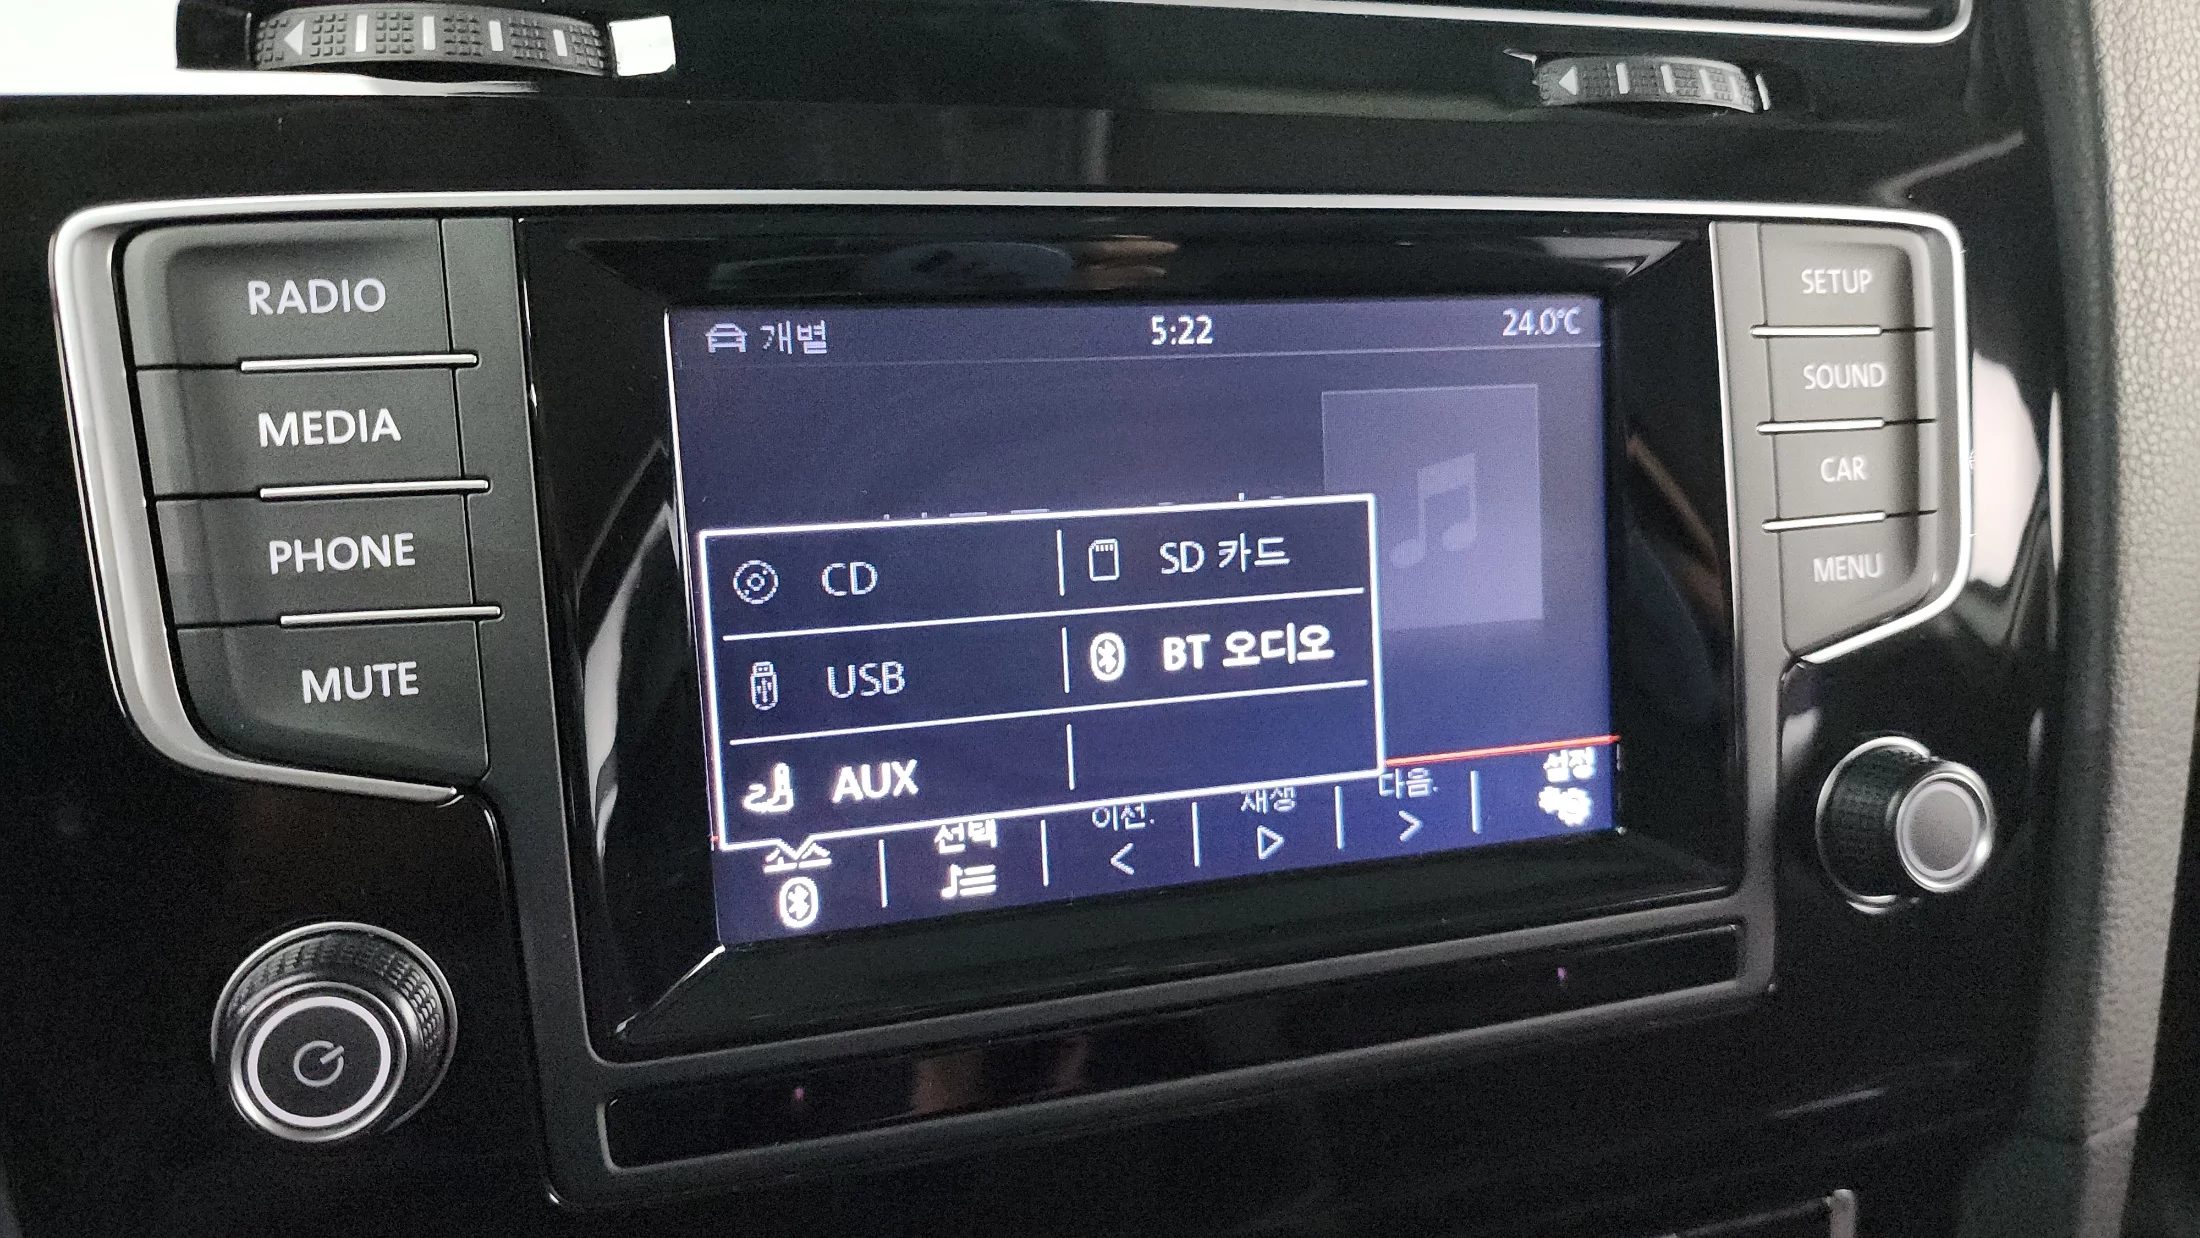 RADIO
MEDIA
PHONE
MUTE
개별
5:22
24.0°C
CD
SD 카드
USB
BT 오디오
AUX
소스
선택
이전.
재생
다음.
설정
SETUP
SOUND
CAR
MENU